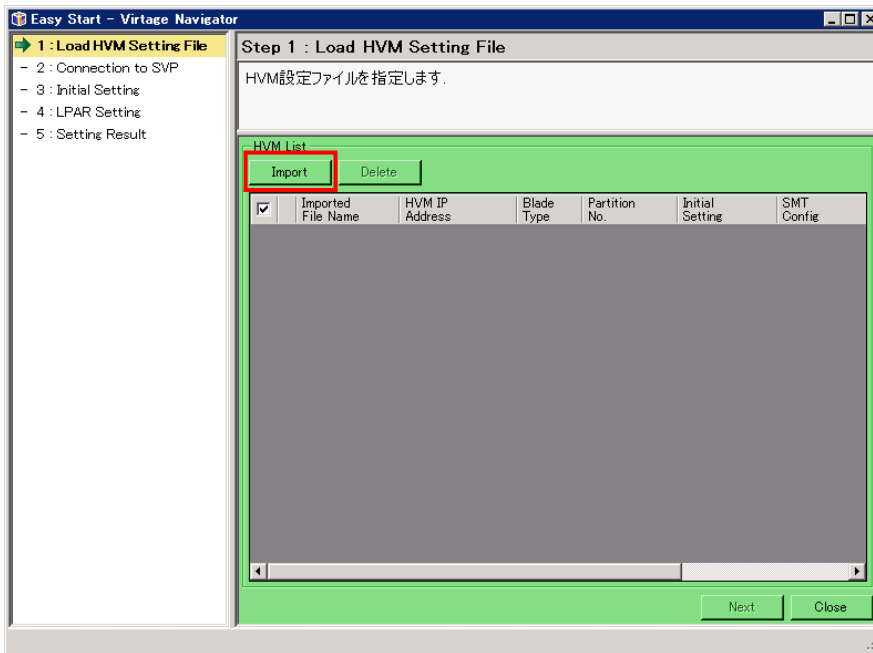 Easy Start - Virtage Navigator
1 : Load HVM Setting File
- 2 : Connection to SVP
- 3 : Initial Setting
- 4 : LPAR Setting
- 5 : Setting Result
Step 1 : Load HVM Setting File
HVM設定ファイルを指定します.
HVM List
Import Delete
Imported File Name HVM IP Address Blade Type Partition No. Initial Setting SMT Config
Next Close